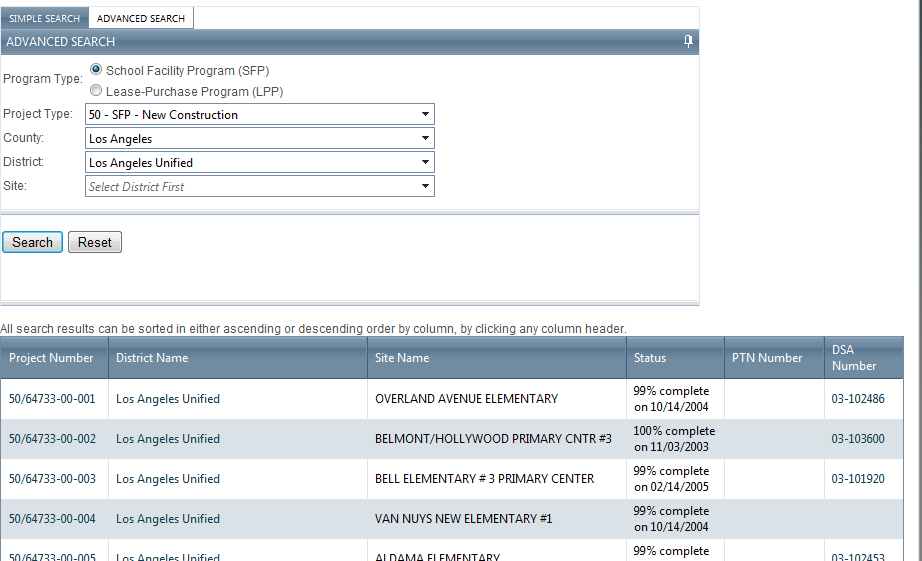 SIMPLE SEARCH ADVANCED SEARCH
ADVANCED SEARCH
Program Type: School Facility Program (SFP)
Lease-Purchase Program (LPP)
Project Type: 50 - SFP - New Construction
County: Los Angeles
District: Los Angeles Unified
Site: Select District First
Search Reset
All search results can be sorted in either ascending or descending order by column, by clicking any column header.
Project Number District Name Site Name Status PTN Number DSA Number
50/64733-00-001 Los Angeles Unified OVERLAND AVENUE ELEMENTARY 99% complete on 10/14/2004 03-102486
50/64733-00-002 Los Angeles Unified BELMONT/HOLLYWOOD PRIMARY CNTR #3 100% complete on 11/03/2003 03-103600
50/64733-00-003 Los Angeles Unified BELL ELEMENTARY # 3 PRIMARY CENTER 99% complete on 02/14/2005 03-101920
50/64733-00-004 Los Angeles Unified VAN NUYS NEW ELEMENTARY #1 99% complete on 10/14/2004
50/64733-00-005 Los Angeles Unified ALDAMA ELEMENTARY 99% complete 03-102453